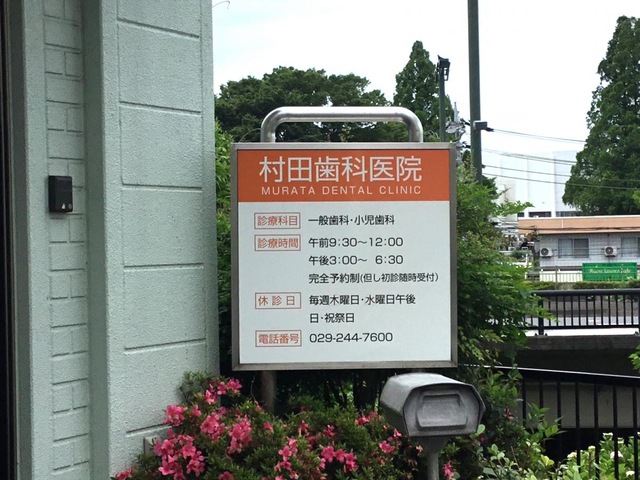 村田歯科医院
MURATA DENTAL CLINIC
診療科目 一般歯科・小児歯科
診療時間 午前9:30～12:00
午後3:00～ 6:30
完全予約制(但し初診随時受付)
休診日 毎週木曜日・水曜日午後
日・祝祭日
電話番号 029-244-7600